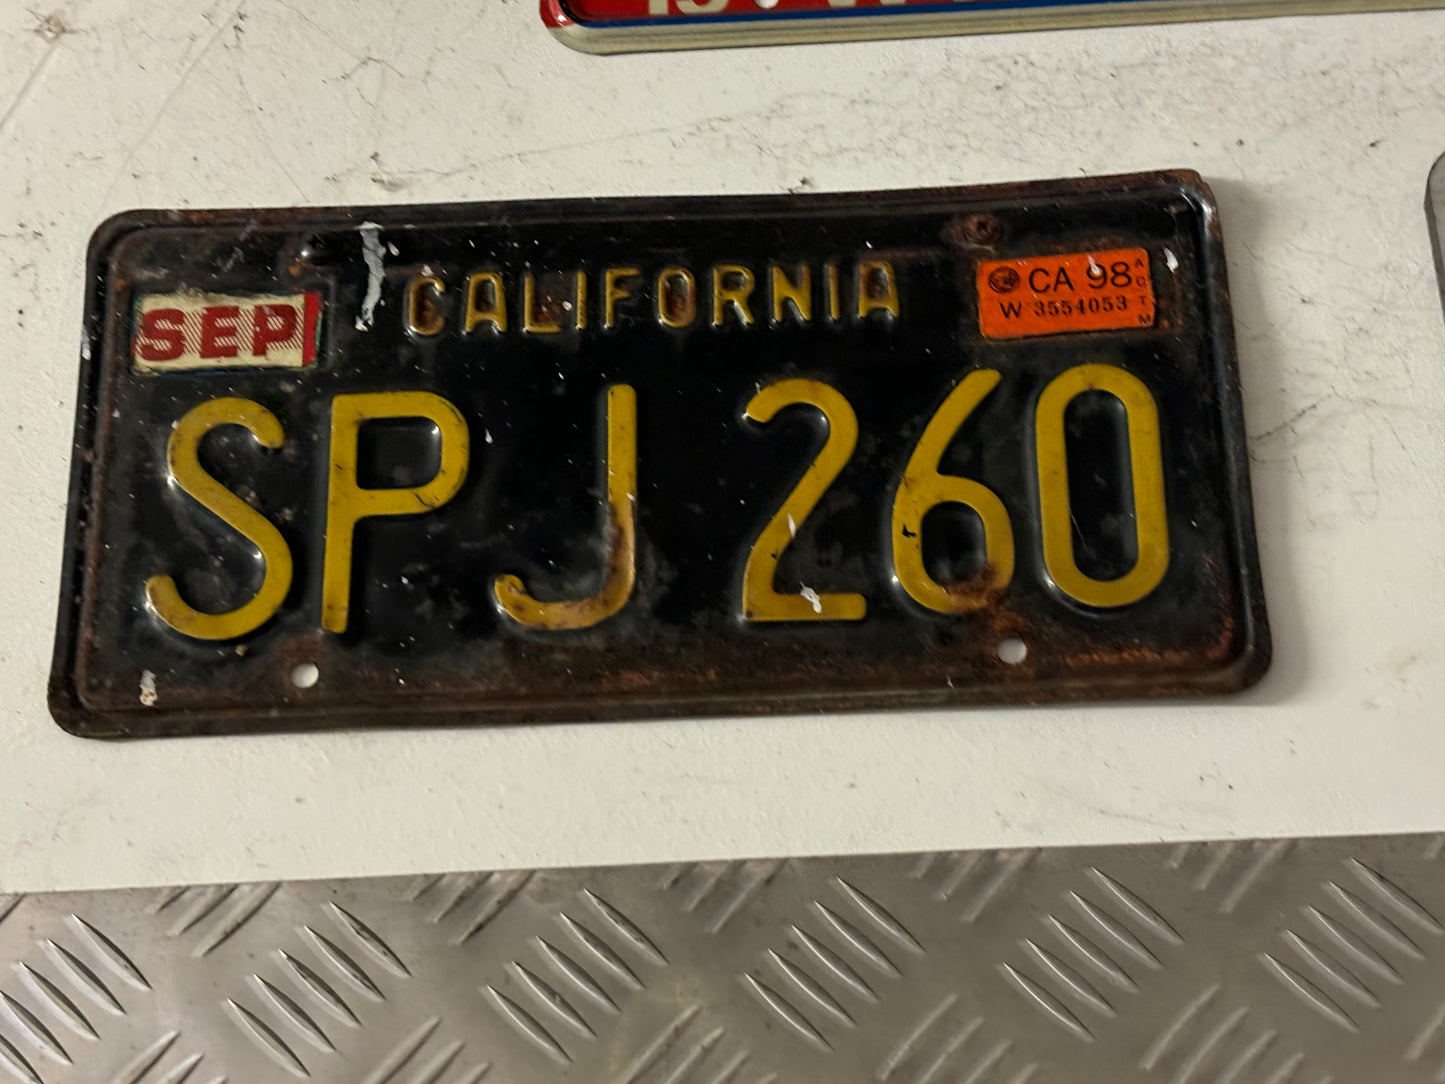 SEP
CALIFORNIA
CA 98
W 3554053
SPJ 260